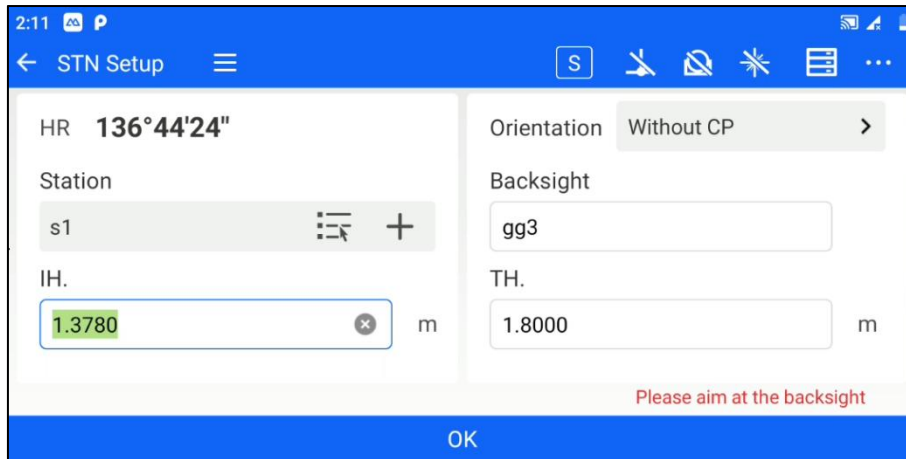 2:11 P
STN Setup S
HR 136°44'24"
Station
s1
IH.
1.3780 m
Orientation Without CP
Backsight
gg3
TH.
1.8000 m
Please aim at the backsight
OK